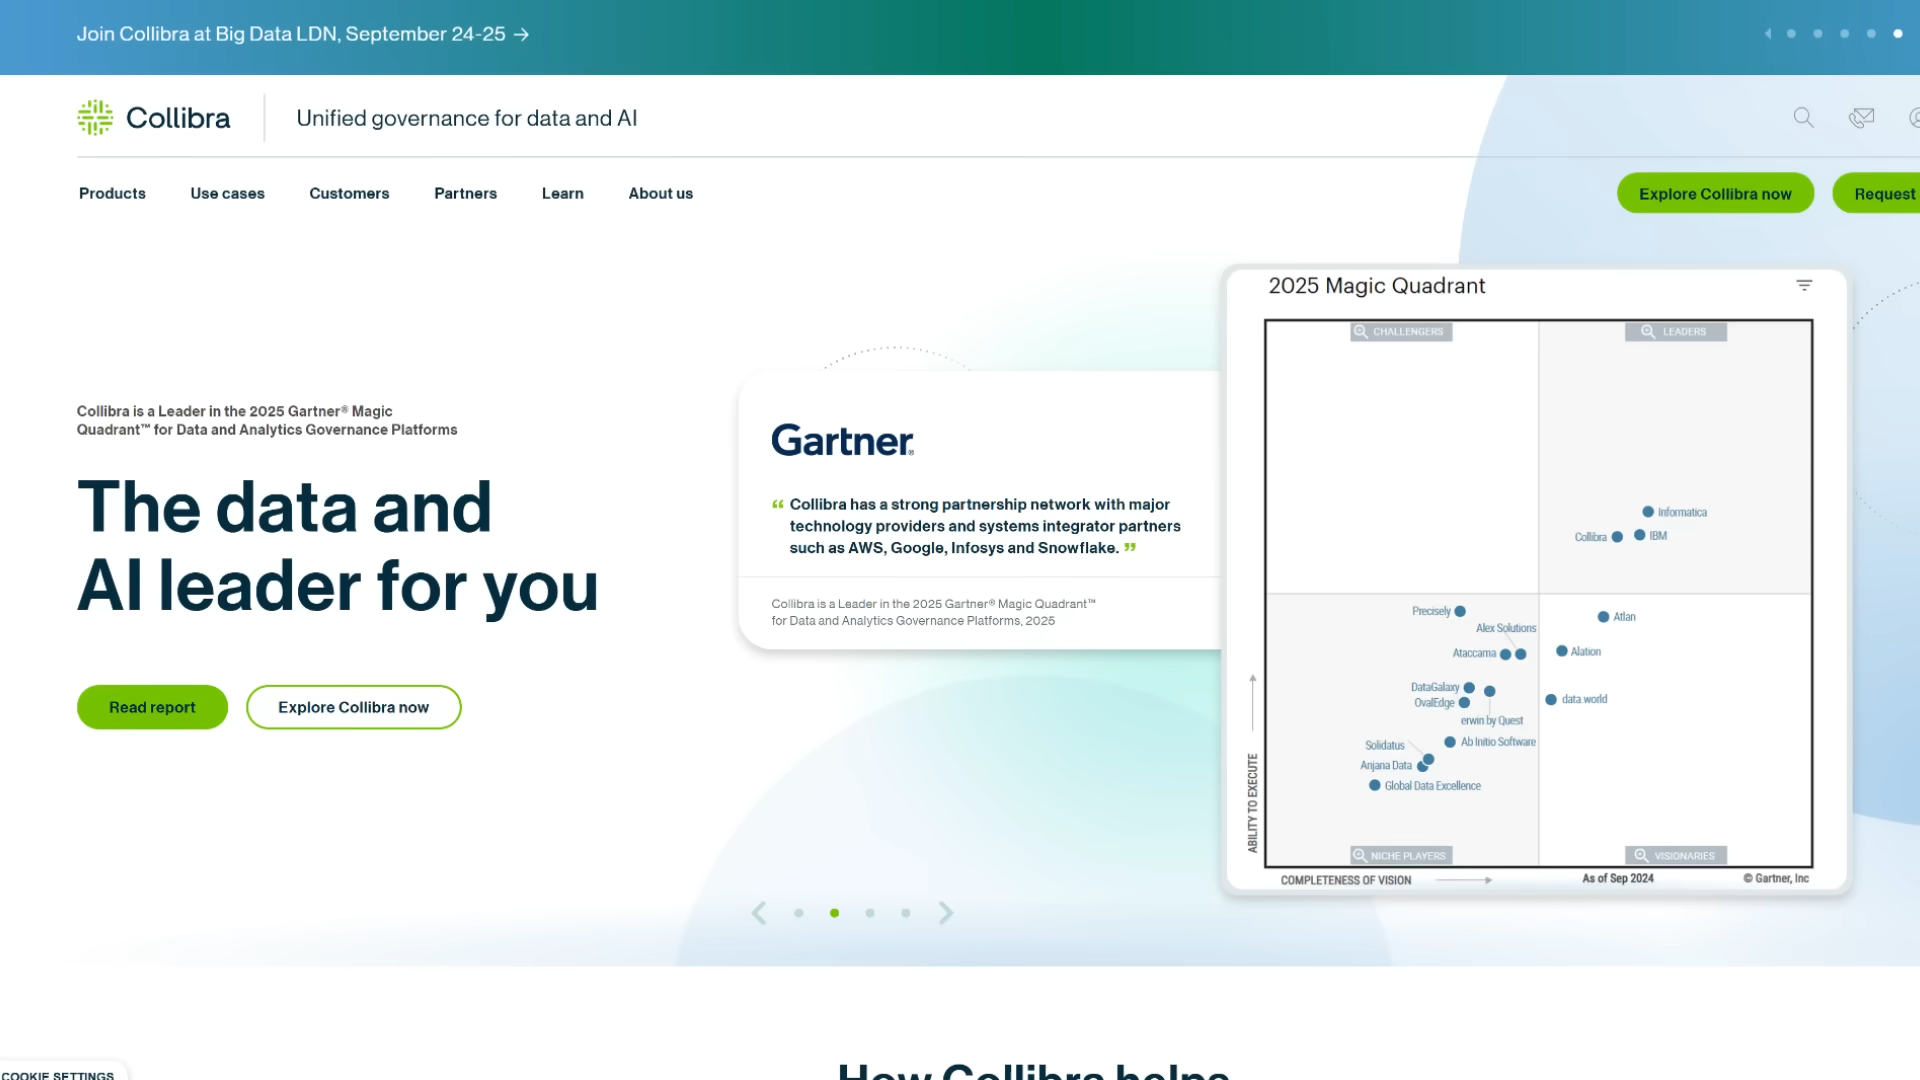 Join Collibra at Big Data LDN, September 24-25 →
Collibra
Unified governance for data and AI
Products
Use cases
Customers
Partners
Learn
About us
Explore Collibra now
Request
Collibra is a Leader in the 2025 Gartner® Magic
Quadrant™ for Data and Analytics Governance Platforms
The data and
AI leader for you
Read report
Explore Collibra now
Gartner®
“ Collibra has a strong partnership network with major
technology providers and systems integrator partners
such as AWS, Google, Infosys and Snowflake. ”
Collibra is a Leader in the 2025 Gartner® Magic Quadrant™
for Data and Analytics Governance Platforms, 2025
2025 Magic Quadrant
CHALLENGERS
LEADERS
Informatica
Collibra
IBM
Precisely
Atlan
Alex Solutions
Ataccama
Alation
DataGalaxy
OvalEdge
data.world
erwin by Quest
Ab Initio Software
Solidatus
Anjana Data
Global Data Excellence
ABILITY TO EXECUTE
NICHE PLAYERS
VISIONARIES
COMPLETENESS OF VISION
As of Sep 2024
© Gartner, Inc
How Collibra helps
COOKIE SETTINGS